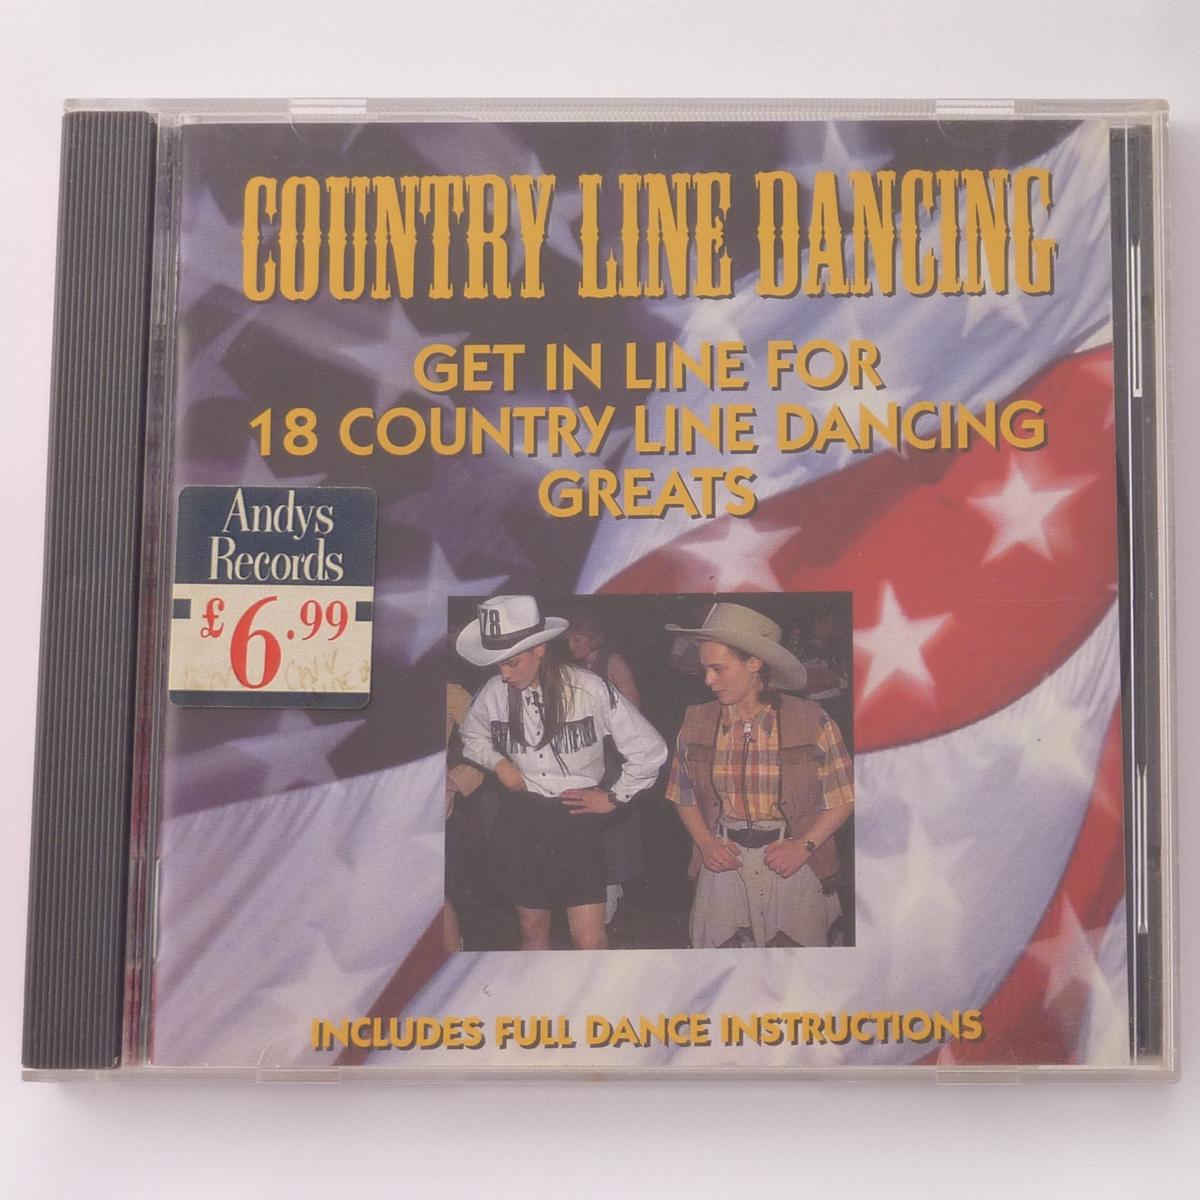 COUNTRY LINE DANCING
GET IN LINE FOR
18 COUNTRY LINE DANCING
GREATS
Andys
Records
£6.99
78
INCLUDES FULL DANCE INSTRUCTIONS